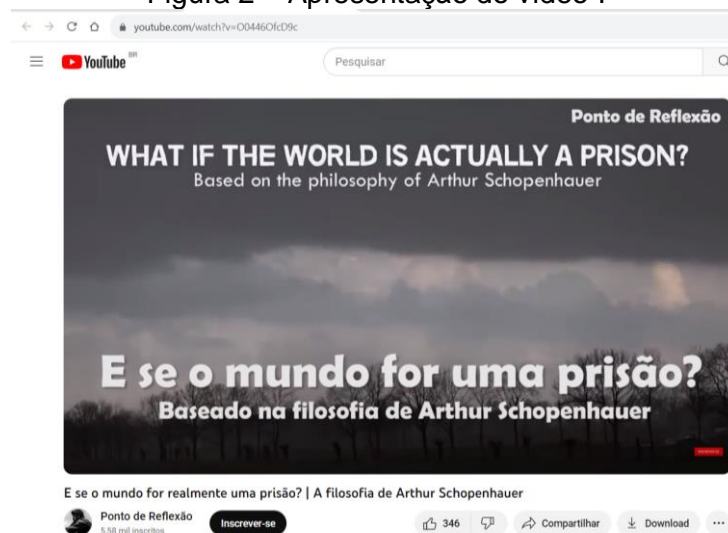 Figura 2 – Apresentação do vídeo I
youtube.com/watch?v=O0446OfcD9c
YouTube BR
Pesquisar
Ponto de Reflexão
WHAT IF THE WORLD IS ACTUALLY A PRISON?
Based on the philosophy of Arthur Schopenhauer
E se o mundo for uma prisão?
Baseado na filosofia de Arthur Schopenhauer
E se o mundo for realmente uma prisão? | A filosofia de Arthur Schopenhauer
Ponto de Reflexão
5,58 mil inscritos
Inscrever-se
346
Compartilhar
Download